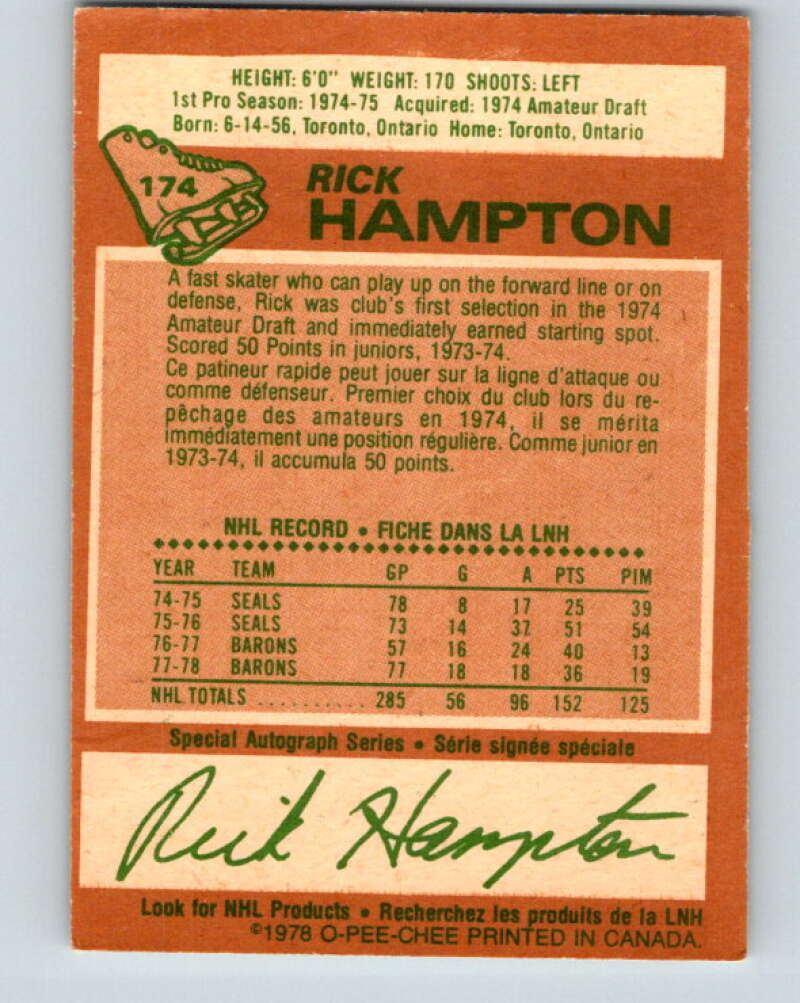 HEIGHT: 6'0" WEIGHT: 170 SHOOTS: LEFT
1st Pro Season: 1974-75 Acquired: 1974 Amateur Draft
Born: 6-14-56, Toronto, Ontario Home: Toronto, Ontario
174
RICK
HAMPTON
A fast skater who can play up on the forward line or on
defense, Rick was club's first selection in the 1974
Amateur Draft and immediately earned starting spot.
Scored 50 Points in juniors, 1973-74.
Ce patineur rapide peut jouer sur la ligne d'attaque ou
comme défenseur. Premier choix du club lors du re-
pêchage des amateurs en 1974, il se mérita
immédiatement une position régulière. Comme junior en
1973-74, il accumula 50 points.
NHL RECORD • FICHE DANS LA LNH
YEAR TEAM GP G A PTS PIM
74-75 SEALS 78 8 17 25 39
75-76 SEALS 73 14 37 51 54
76-77 BARONS 57 16 24 40 13
77-78 BARONS 77 18 18 36 19
NHL TOTALS .......... 285 56 96 152 125
Special Autograph Series • Série signée spéciale
Rick Hampton
Look for NHL Products • Recherchez les produits de la LNH
©1978 O-PEE-CHEE PRINTED IN CANADA.